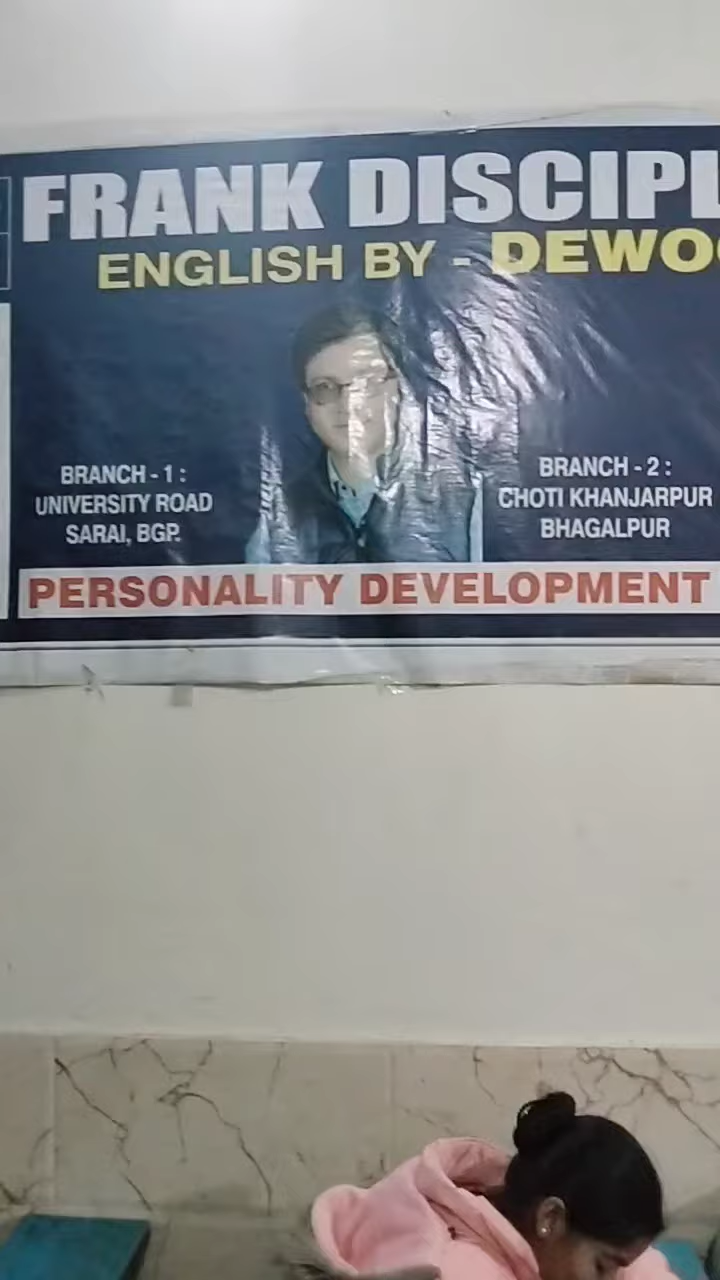 FRANK DISCIPL
ENGLISH BY - DEWO
BRANCH - 1 :
UNIVERSITY ROAD
SARAI, BGP.
BRANCH - 2 :
CHOTI KHANJARPUR
BHAGALPUR
PERSONALITY DEVELOPMENT